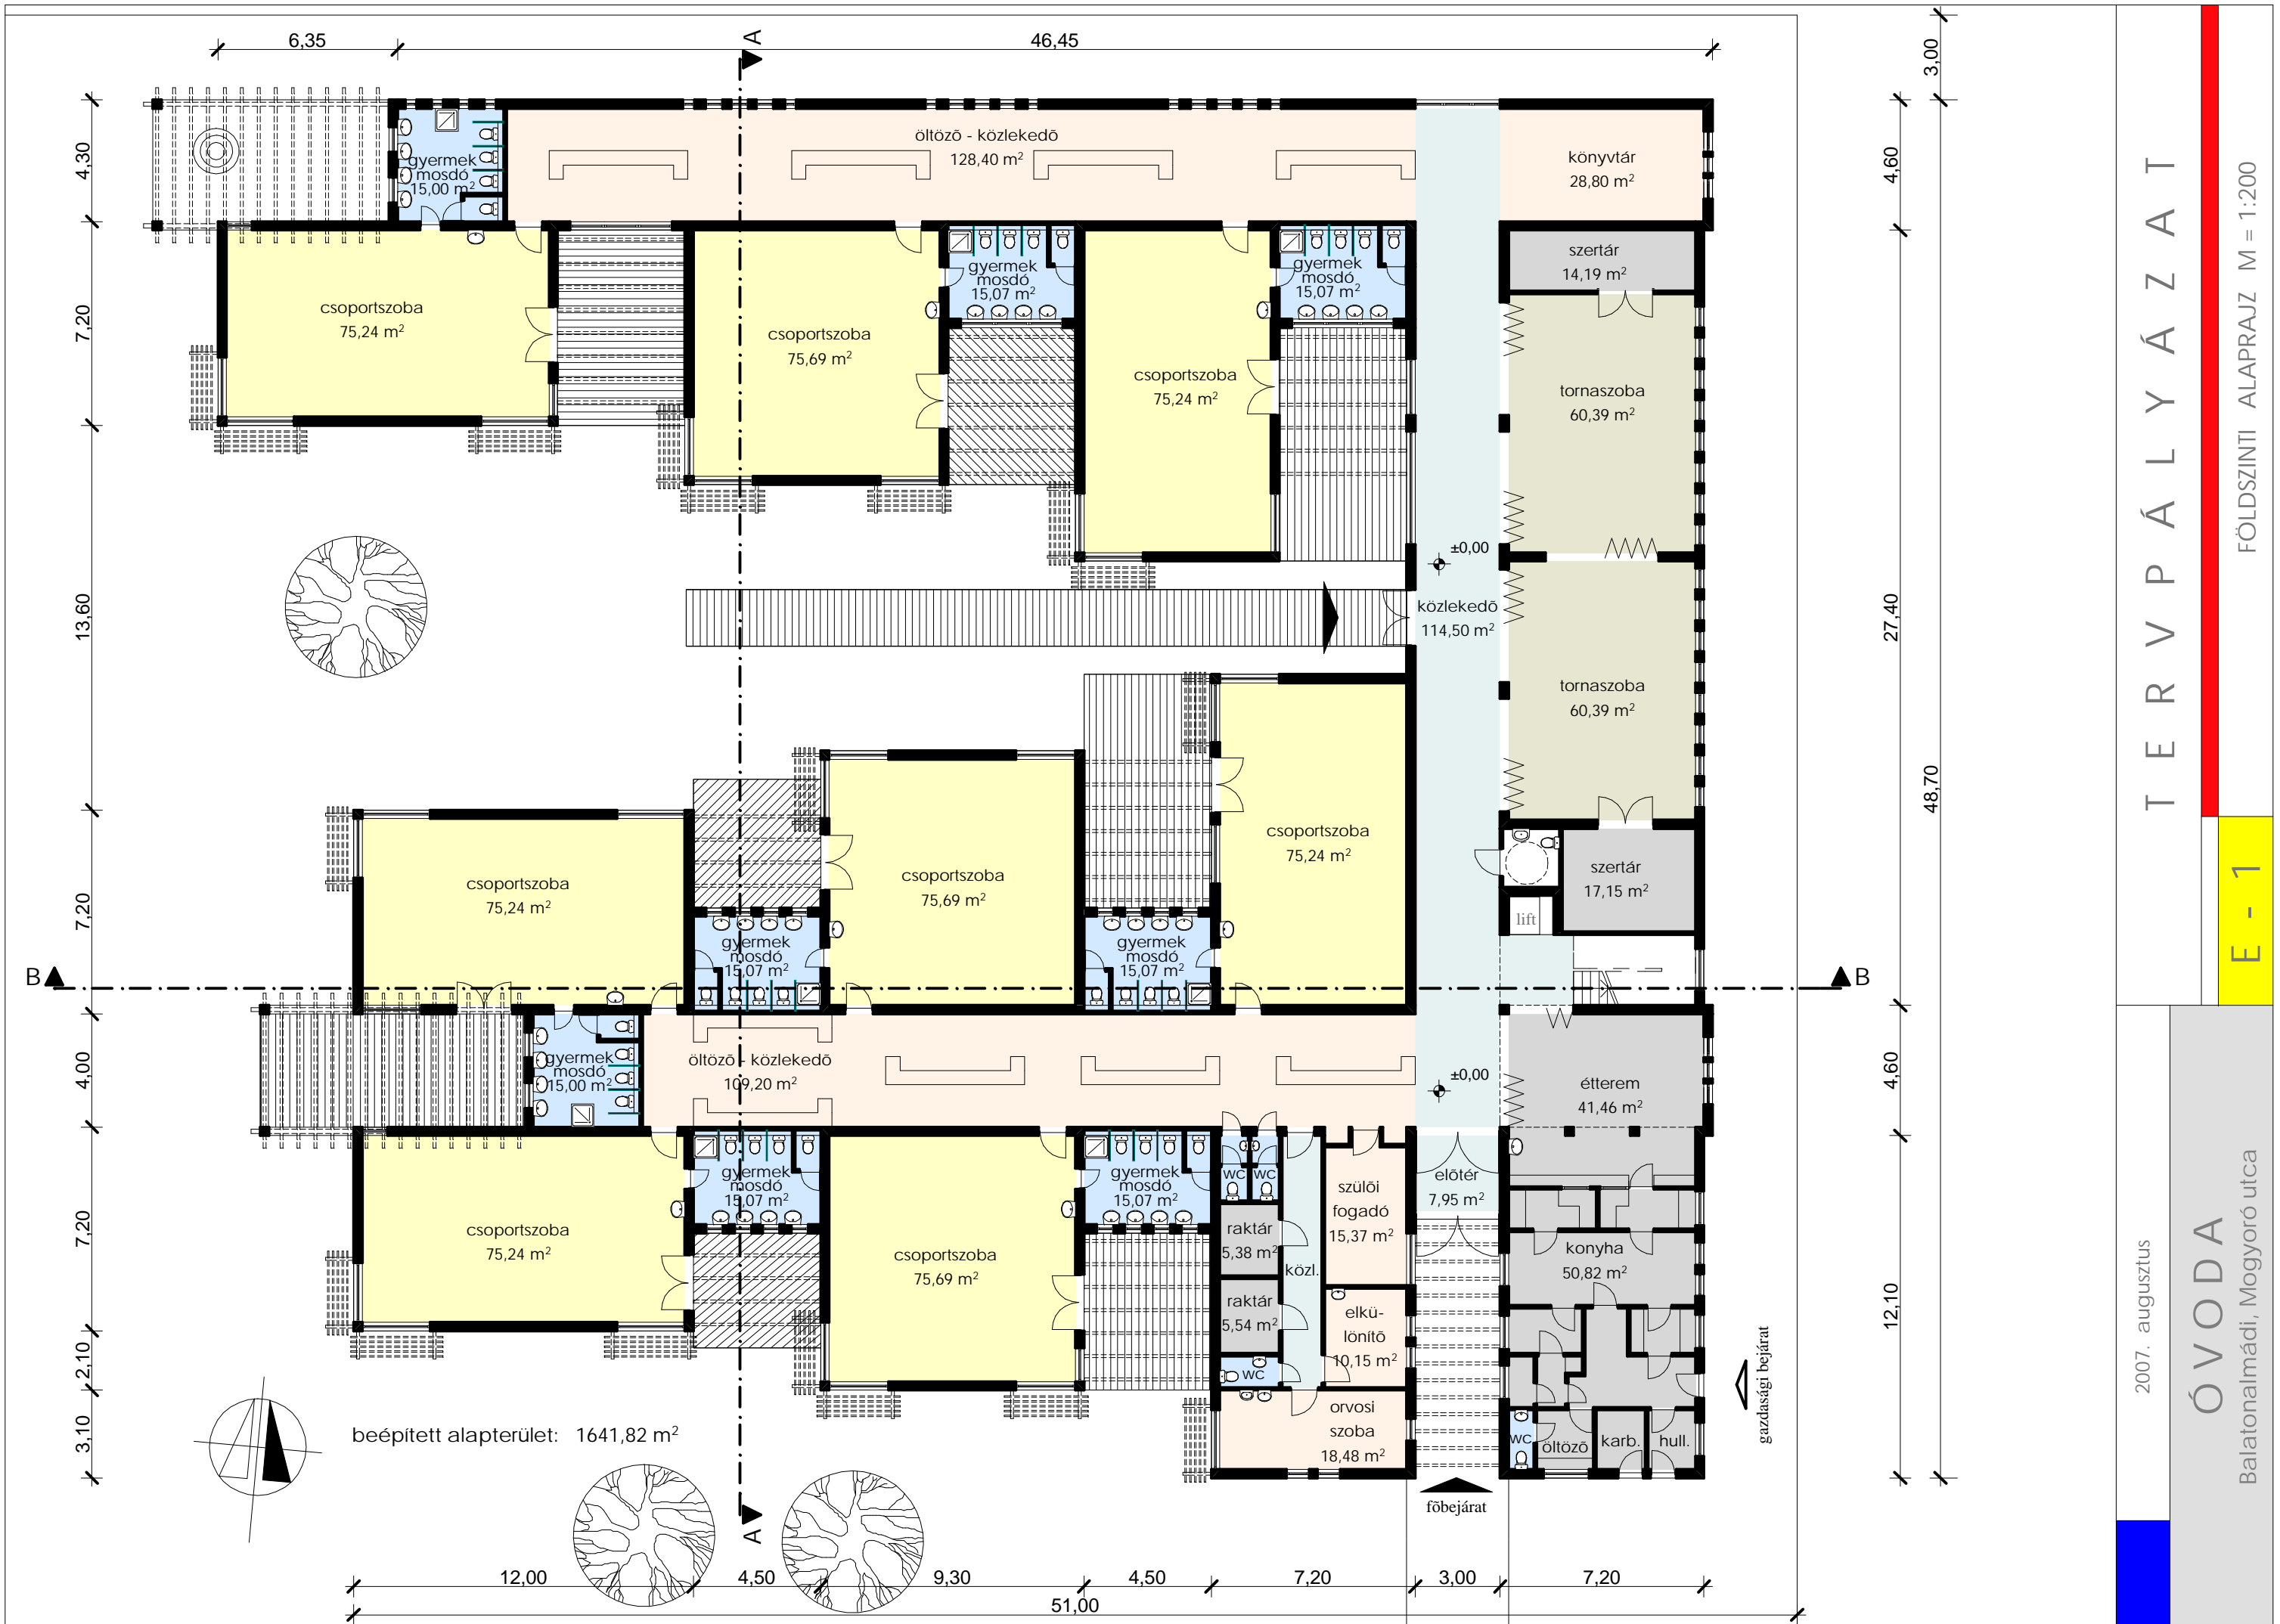 6,35
46,45
A
3,00
4,30
7,20
13,60
7,20
4,00
7,20
2,10
3,10
gyermek
mosdó
15,00 m²
öltözõ - közlekedõ
128,40 m²
könyvtár
28,80 m²
4,60
csoportszoba
75,24 m²
csoportszoba
75,69 m²
gyermek
mosdó
15,07 m²
csoportszoba
75,24 m²
gyermek
mosdó
15,07 m²
szertár
14,19 m²
tornaszoba
60,39 m²
±0,00
közlekedõ
114,50 m²
27,40
48,70
tornaszoba
60,39 m²
csoportszoba
75,24 m²
csoportszoba
75,69 m²
csoportszoba
75,24 m²
szertár
17,15 m²
lift
gyermek
mosdó
15,07 m²
gyermek
mosdó
15,07 m²
B
B
gyermek
mosdó
15,00 m²
öltözõ - közlekedõ
109,20 m²
±0,00
étterem
41,46 m²
4,60
csoportszoba
75,24 m²
gyermek
mosdó
15,07 m²
csoportszoba
75,69 m²
gyermek
mosdó
15,07 m²
WC
WC
raktár
5,38 m²
raktár
5,54 m²
közl.
WC
szülõi
fogadó
15,37 m²
elkü-
lönítõ
10,15 m²
orvosi
szoba
18,48 m²
elõtér
7,95 m²
konyha
50,82 m²
WC
öltözõ
karb.
hull.
12,10
gazdasági bejárat
fõbejárat
beépített alapterület: 1641,82 m²
A
12,00
4,50
9,30
4,50
7,20
3,00
7,20
51,00
TERVPÁLYÁZAT
FÖLDSZINTI ALAPRAJZ M = 1:200
E - 1
2007. augusztus
ÓVODA
Balatonalmádi, Mogyoró utca